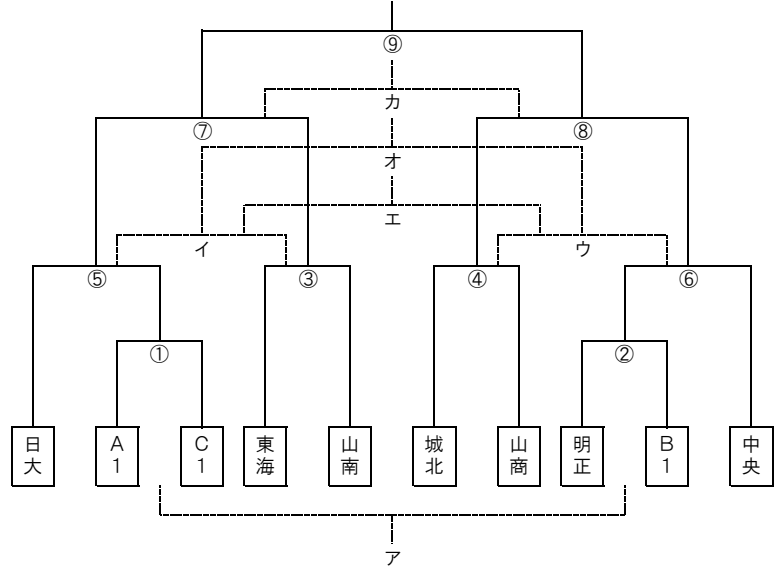 ⑨
カ
⑦
⑧
オ
エ
イ
ウ
⑤
③
④
⑥
①
②
日大
A1
C1
東海
山南
城北
山商
明正
B1
中央
ア